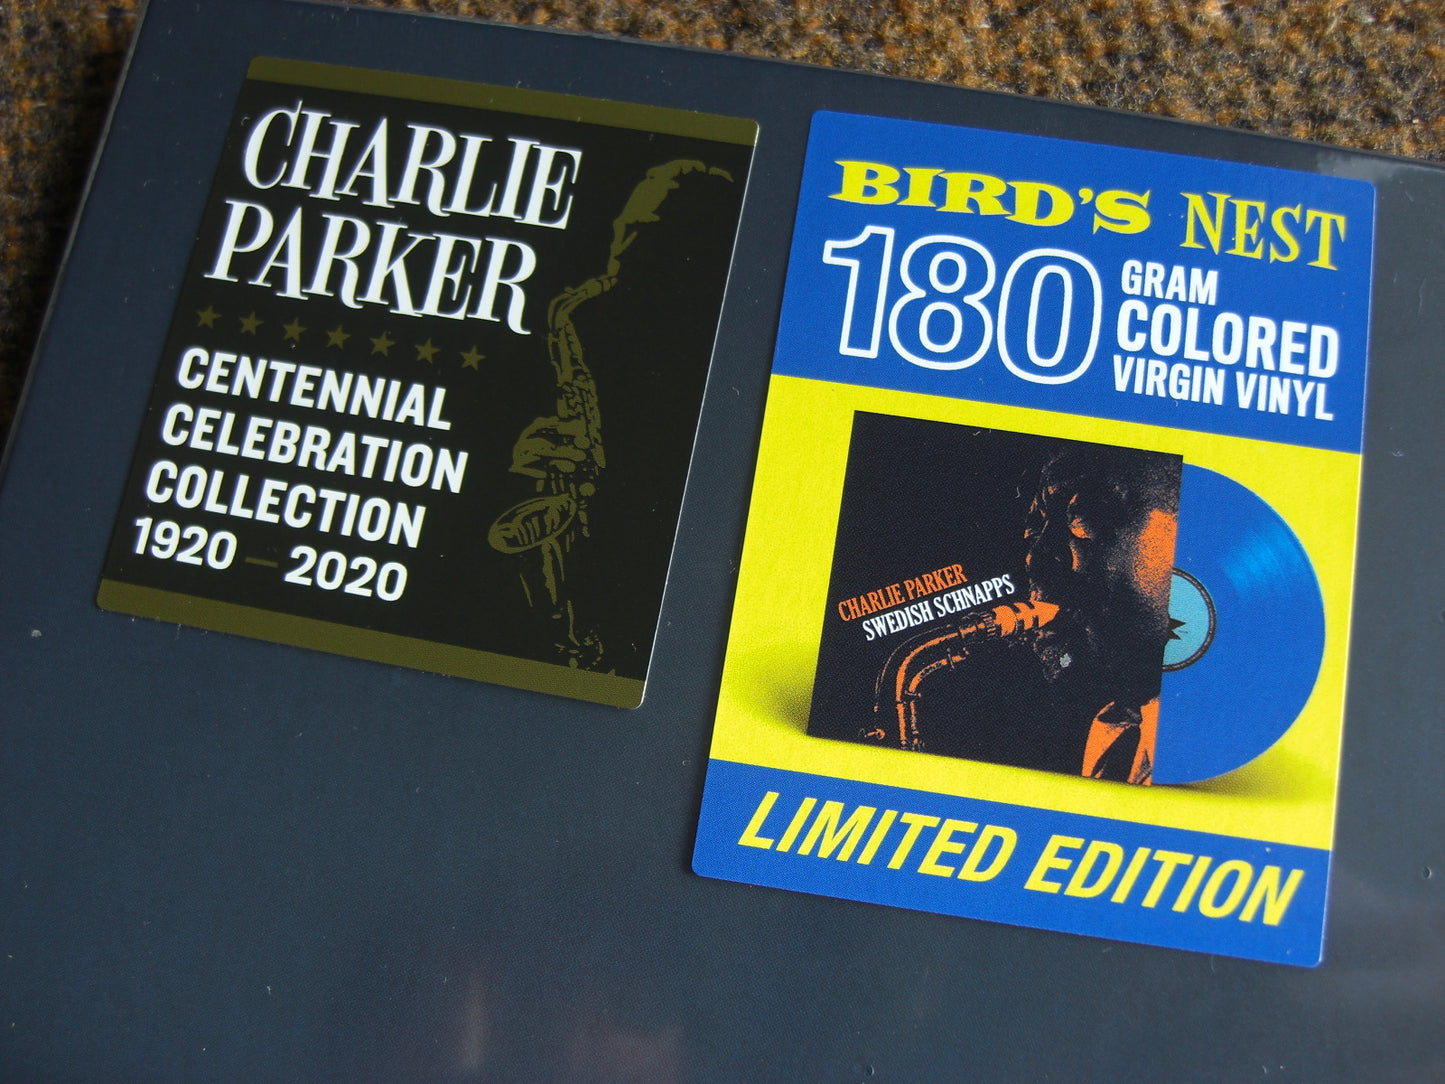 CHARLIE
PARKER
CENTENNIAL
CELEBRATION
COLLECTION
1920 — 2020
BIRD'S NEST
180 GRAM
COLORED
VIRGIN VINYL
CHARLIE PARKER
SWEDISH SCHNAPPS
LIMITED EDITION